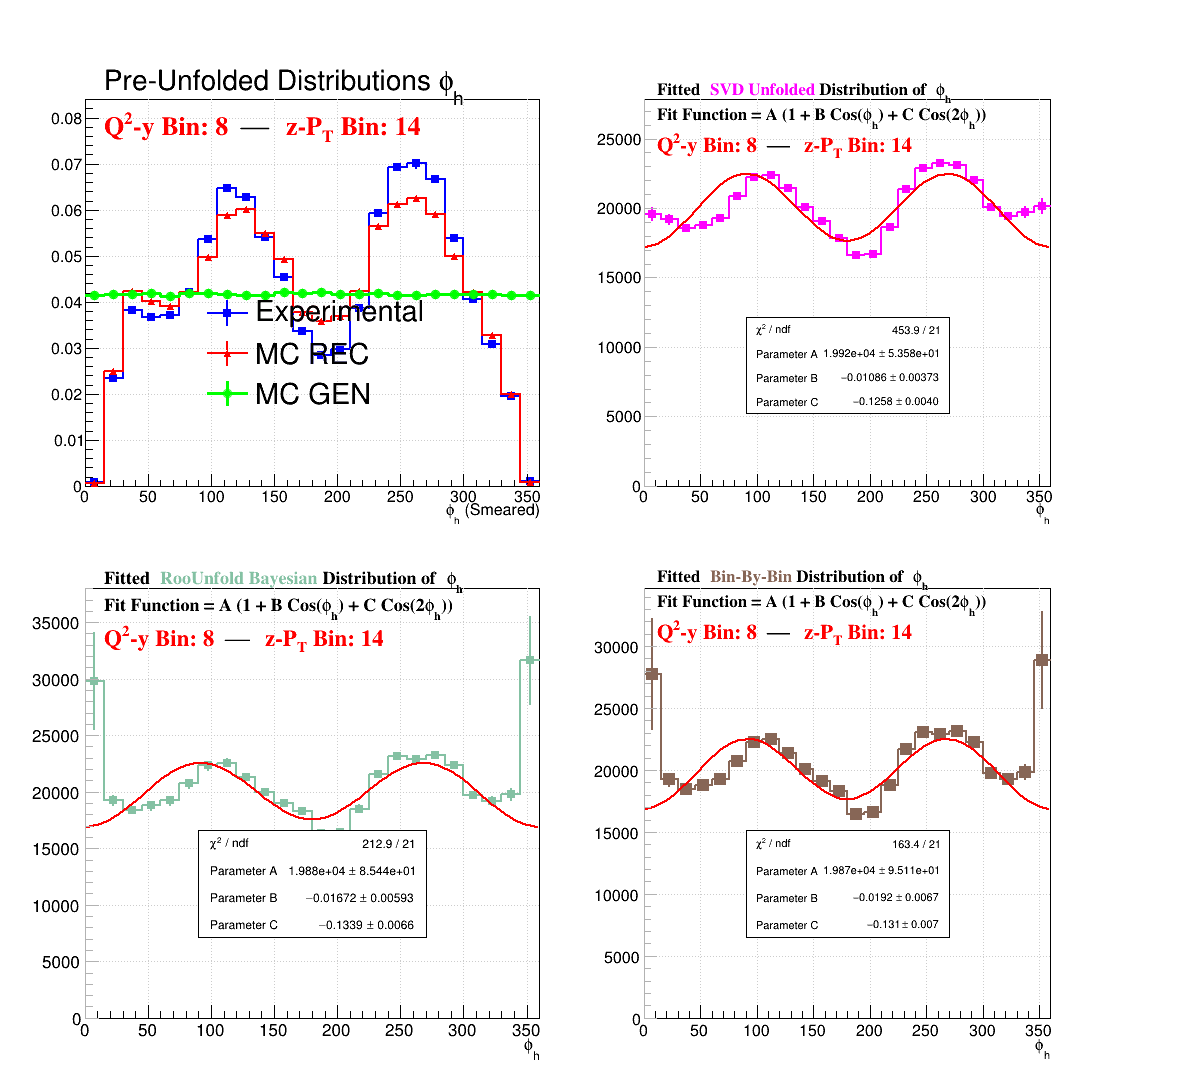 Pre-Unfolded Distributions ϕh
Q2-y Bin: 8 — z-PT Bin: 14
0.08
0.07
0.06
0.05
0.04
0.03
0.02
0.01
0
Experimental
MC REC
MC GEN
0 50 100 150 200 250 300 350
ϕh (Smeared)
Fitted SVD Unfolded Distribution of ϕh
Fit Function = A (1 + B Cos(ϕh) + C Cos(2ϕh))
Q2-y Bin: 8 — z-PT Bin: 14
25000
20000
15000
10000
5000
0
χ2 / ndf 453.9 / 21
Parameter A 1.992e+04 ± 5.358e+01
Parameter B −0.01086 ± 0.00373
Parameter C −0.1258 ± 0.0040
0 50 100 150 200 250 300 350
ϕh
Fitted RooUnfold Bayesian Distribution of ϕh
Fit Function = A (1 + B Cos(ϕh) + C Cos(2ϕh))
Q2-y Bin: 8 — z-PT Bin: 14
35000
30000
25000
20000
15000
10000
5000
0
χ2 / ndf 212.9 / 21
Parameter A 1.988e+04 ± 8.544e+01
Parameter B −0.01672 ± 0.00593
Parameter C −0.1339 ± 0.0066
0 50 100 150 200 250 300 350
ϕh
Fitted Bin-By-Bin Distribution of ϕh
Fit Function = A (1 + B Cos(ϕh) + C Cos(2ϕh))
Q2-y Bin: 8 — z-PT Bin: 14
30000
25000
20000
15000
10000
5000
0
χ2 / ndf 163.4 / 21
Parameter A 1.987e+04 ± 9.511e+01
Parameter B −0.0192 ± 0.0067
Parameter C −0.131 ± 0.007
0 50 100 150 200 250 300 350
ϕh